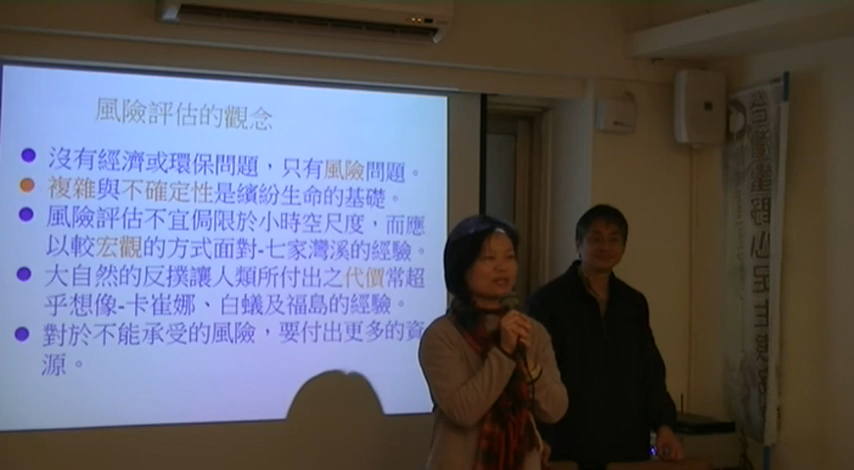 風險評估的觀念
沒有經濟或環保問題，只有風險問題。
複雜與不確定性是繽紛生命的基礎。
風險評估不宜侷限於小時空尺度，而應
以較宏觀的方式面對-七家灣溪的經驗。
大自然的反撲讓人類所付出之代價常超
乎想像-卡崔娜、白蟻及福島的經驗。
對於不能承受的風險，要付出更多的資
源。